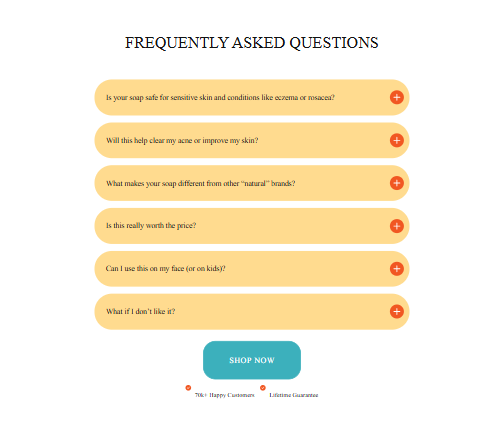 FREQUENTLY ASKED QUESTIONS
Is your soap safe for sensitive skin and conditions like eczema or rosacea?
Will this help clear my acne or improve my skin?
What makes your soap different from other “natural” brands?
Is this really worth the price?
Can I use this on my face (or on kids)?
What if I don’t like it?
SHOP NOW
70k+ Happy Customers Lifetime Guarantee